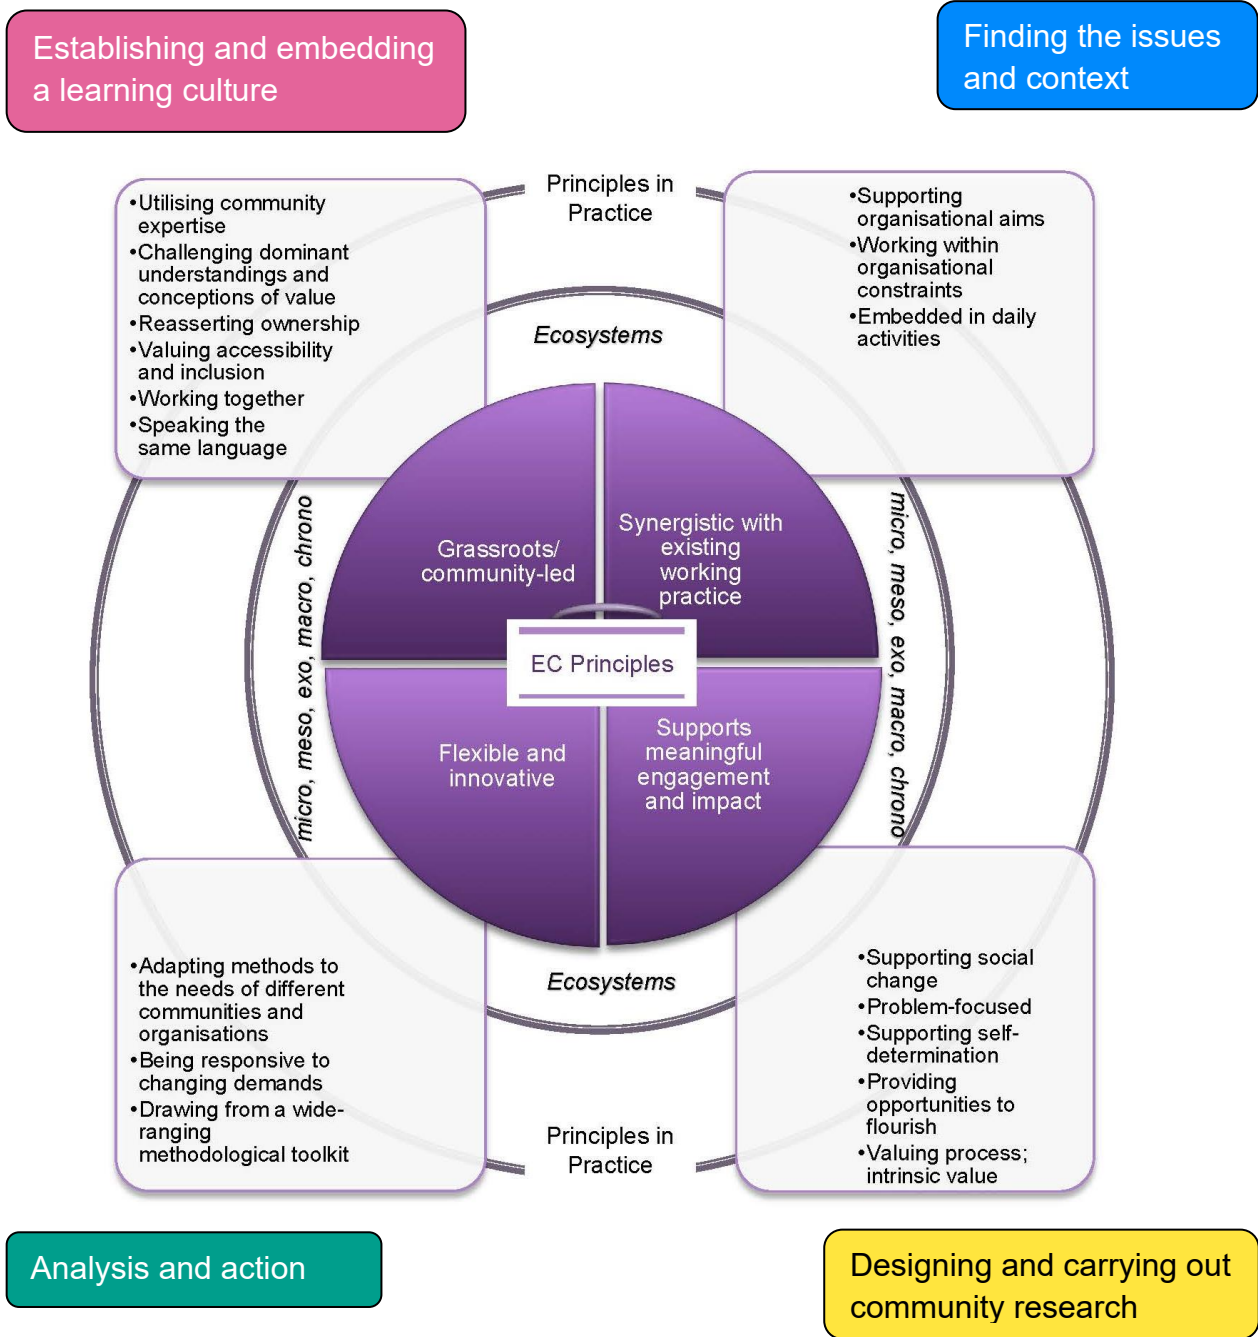 Establishing and embedding
a learning culture
Finding the issues
and context
Principles in
Practice
•Utilising community
expertise
•Challenging dominant
understandings and
conceptions of value
•Reasserting ownership
•Valuing accessibility
and inclusion
•Working together
•Speaking the
same language
•Supporting
organisational aims
•Working within
organisational
constraints
•Embedded in daily
activities
Ecosystems
micro, meso, exo, macro, chrono
Grassroots/
community-led
Synergistic with
existing
working
practice
micro, meso, exo, macro, chrono
EC Principles
Flexible and
innovative
Supports
meaningful
engagement
and impact
Ecosystems
•Adapting methods to
the needs of different
communities and
organisations
•Being responsive to
changing demands
•Drawing from a wide-
ranging
methodological toolkit
•Supporting social
change
•Problem-focused
•Supporting self-
determination
•Providing
opportunities to
flourish
•Valuing process;
intrinsic value
Principles in
Practice
Analysis and action
Designing and carrying out
community research